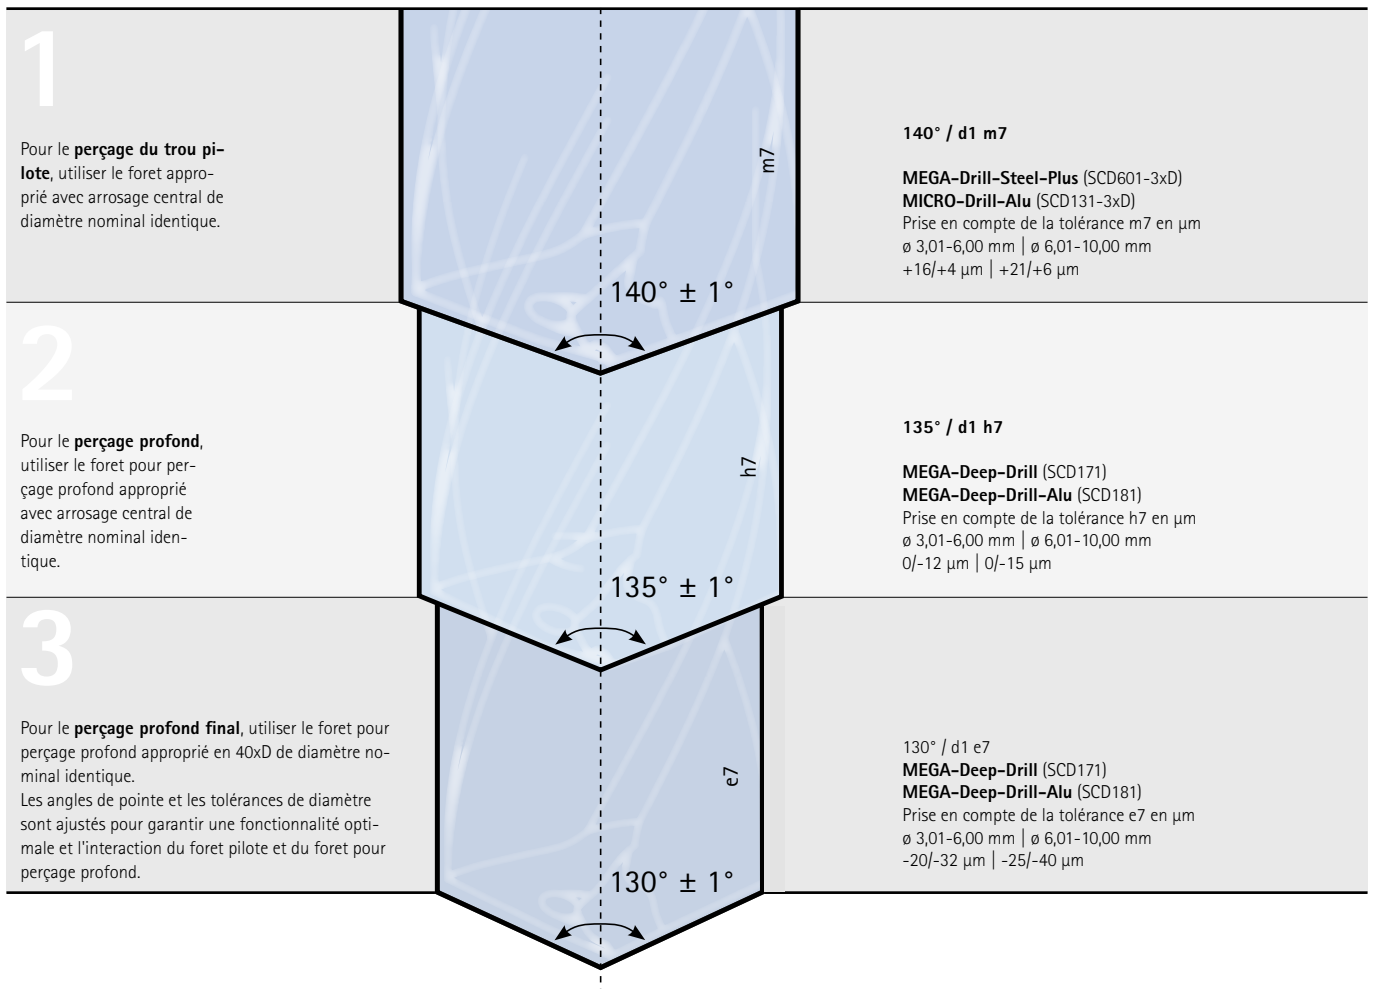 1
Pour le perçage du trou pi-
lote, utiliser le foret appro-
prié avec arrosage central de
diamètre nominal identique.
m7
140° ± 1°
140° / d1 m7
MEGA-Drill-Steel-Plus (SCD601-3xD)
MICRO-Drill-Alu (SCD131-3xD)
Prise en compte de la tolérance m7 en µm
ø 3,01-6,00 mm | ø 6,01-10,00 mm
+16/+4 µm | +21/+6 µm
2
Pour le perçage profond,
utiliser le foret pour per-
çage profond approprié
avec arrosage central de
diamètre nominal iden-
tique.
h7
135° ± 1°
135° / d1 h7
MEGA-Deep-Drill (SCD171)
MEGA-Deep-Drill-Alu (SCD181)
Prise en compte de la tolérance h7 en µm
ø 3,01-6,00 mm | ø 6,01-10,00 mm
0/-12 µm | 0/-15 µm
3
Pour le perçage profond final, utiliser le foret pour
perçage profond approprié en 40xD de diamètre no-
minal identique.
Les angles de pointe et les tolérances de diamètre
sont ajustés pour garantir une fonctionnalité opti-
male et l'interaction du foret pilote et du foret pour
perçage profond.
e7
130° ± 1°
130° / d1 e7
MEGA-Deep-Drill (SCD171)
MEGA-Deep-Drill-Alu (SCD181)
Prise en compte de la tolérance e7 en µm
ø 3,01-6,00 mm | ø 6,01-10,00 mm
-20/-32 µm | -25/-40 µm